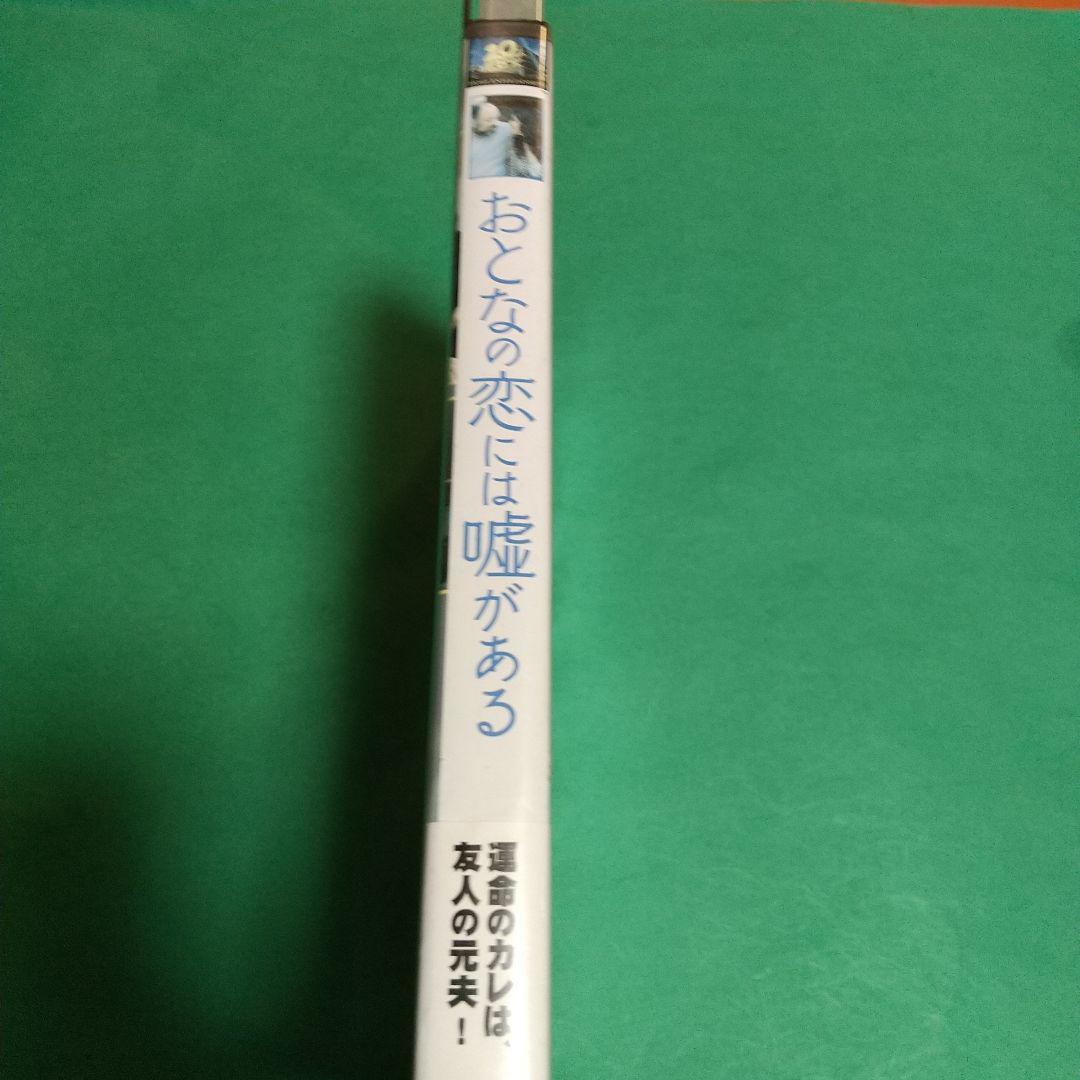 おとなの恋には嘘がある
運命のカレは、
友人の元夫！